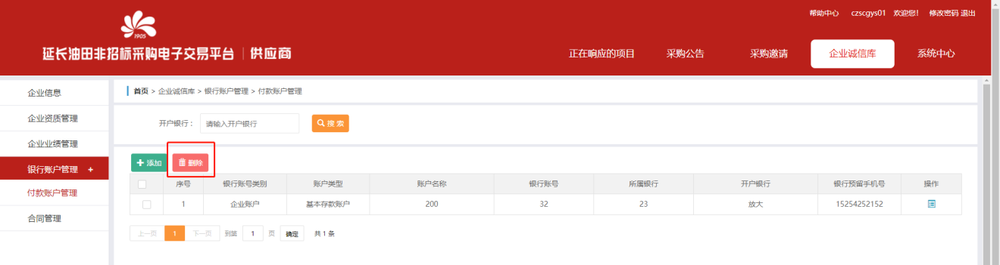 帮助中心 czscgys01 欢迎您! 修改密码 退出
1905
延长油田非招标采购电子交易平台 | 供应商
正在响应的项目 采购公告 采购邀请 企业诚信库 系统中心
企业信息
企业资质管理
企业业绩管理
银行账户管理 +
付款账户管理
合同管理
首页 > 企业诚信库 > 银行账户管理 > 付款账户管理
开户银行: 请输入开户银行 搜 索
添加 删除
序号 银行账号类别 账户类型 账户名称 银行账号 所属银行 开户银行 银行预留手机号 操作
1 企业账户 基本存款账户 200 32 23 放大 15254252152
上一页 1 下一页 到第 1 页 确定 共 1 条